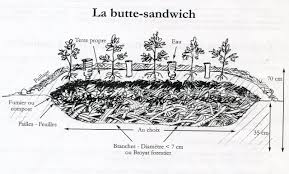 La butte-sandwich
Terre propre
Eau
Paillage
70 cm
Fumier ou
compost
Pailles - Feuilles
Au choix
35 cm
Branches - Diamètre < 7 cm
ou Broyat forestier